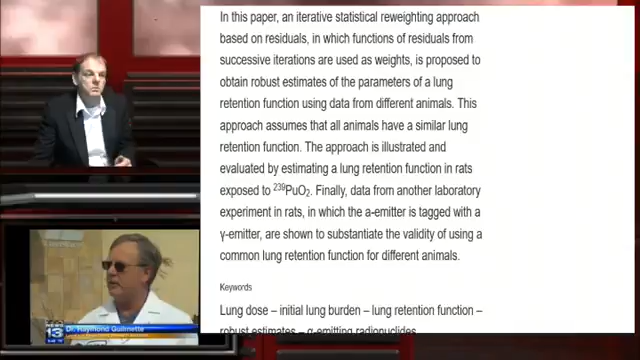 In this paper, an iterative statistical reweighting approach
based on residuals, in which functions of residuals from
successive iterations are used as weights, is proposed to
obtain robust estimates of the parameters of a lung
retention function using data from different animals. This
approach assumes that all animals have a similar lung
retention function. The approach is illustrated and
evaluated by estimating a lung retention function in rats
exposed to ²³⁹PuO₂. Finally, data from another laboratory
experiment in rats, in which the a-emitter is tagged with a
γ-emitter, are shown to substantiate the validity of using a
common lung retention function for different animals.
Keywords
Lung dose – initial lung burden – lung retention function –
robust estimates – α-emitting radionuclides
NEWS
13
Dr. Raymond Guilmette